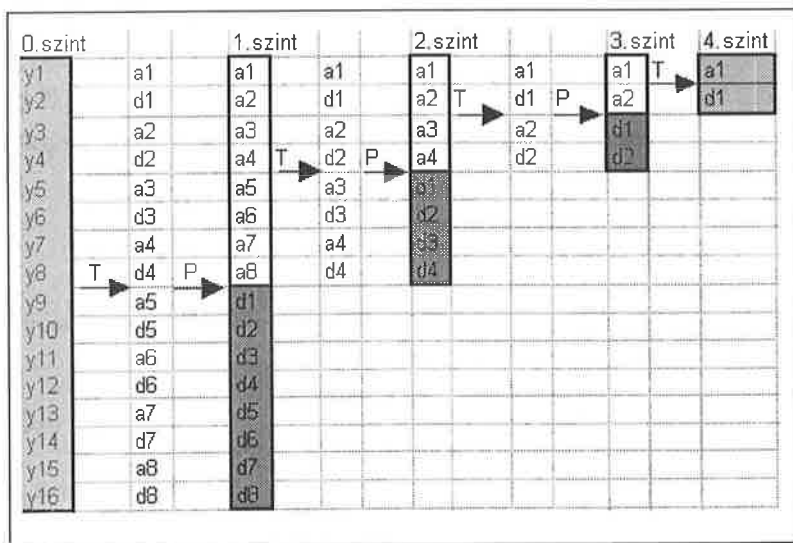 0.szint 1.szint 2.szint 3.szint 4.szint
y1 a1 a1 a1 a1 a1 a1 T a1
y2 d1 a2 d1 a2 T d1 P a2 d1
y3 a2 a3 a2 a3 a2 d1
y4 d2 a4 T d2 P a4 d2 d2
y5 a3 a5 a3 d1
y6 d3 a6 d3 d2
y7 a4 a7 a4 d3
y8 T d4 P a8 d4 d4
y9 a5 d1
y10 d5 d2
y11 a6 d3
y12 d6 d4
y13 a7 d5
y14 d7 d6
y15 a8 d7
y16 d8 d8